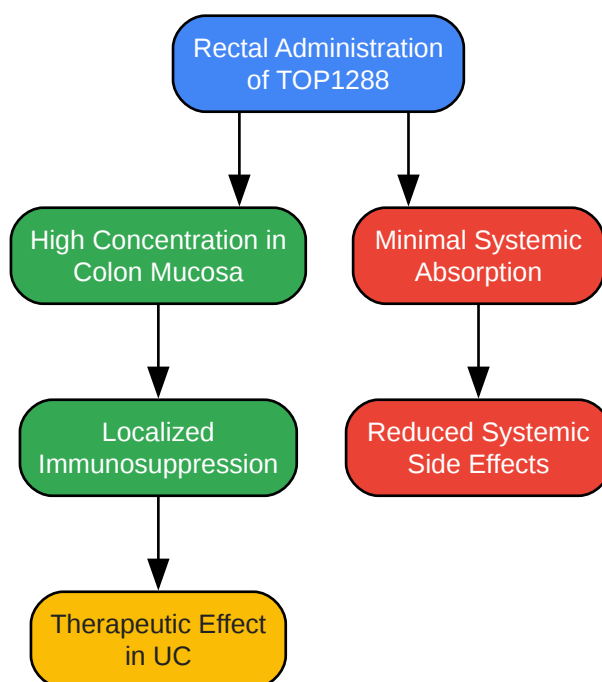 Rectal Administration
of TOP1288
High Concentration in
Colon Mucosa
Minimal Systemic
Absorption
Localized
Immunosuppression
Reduced Systemic
Side Effects
Therapeutic Effect
in UC